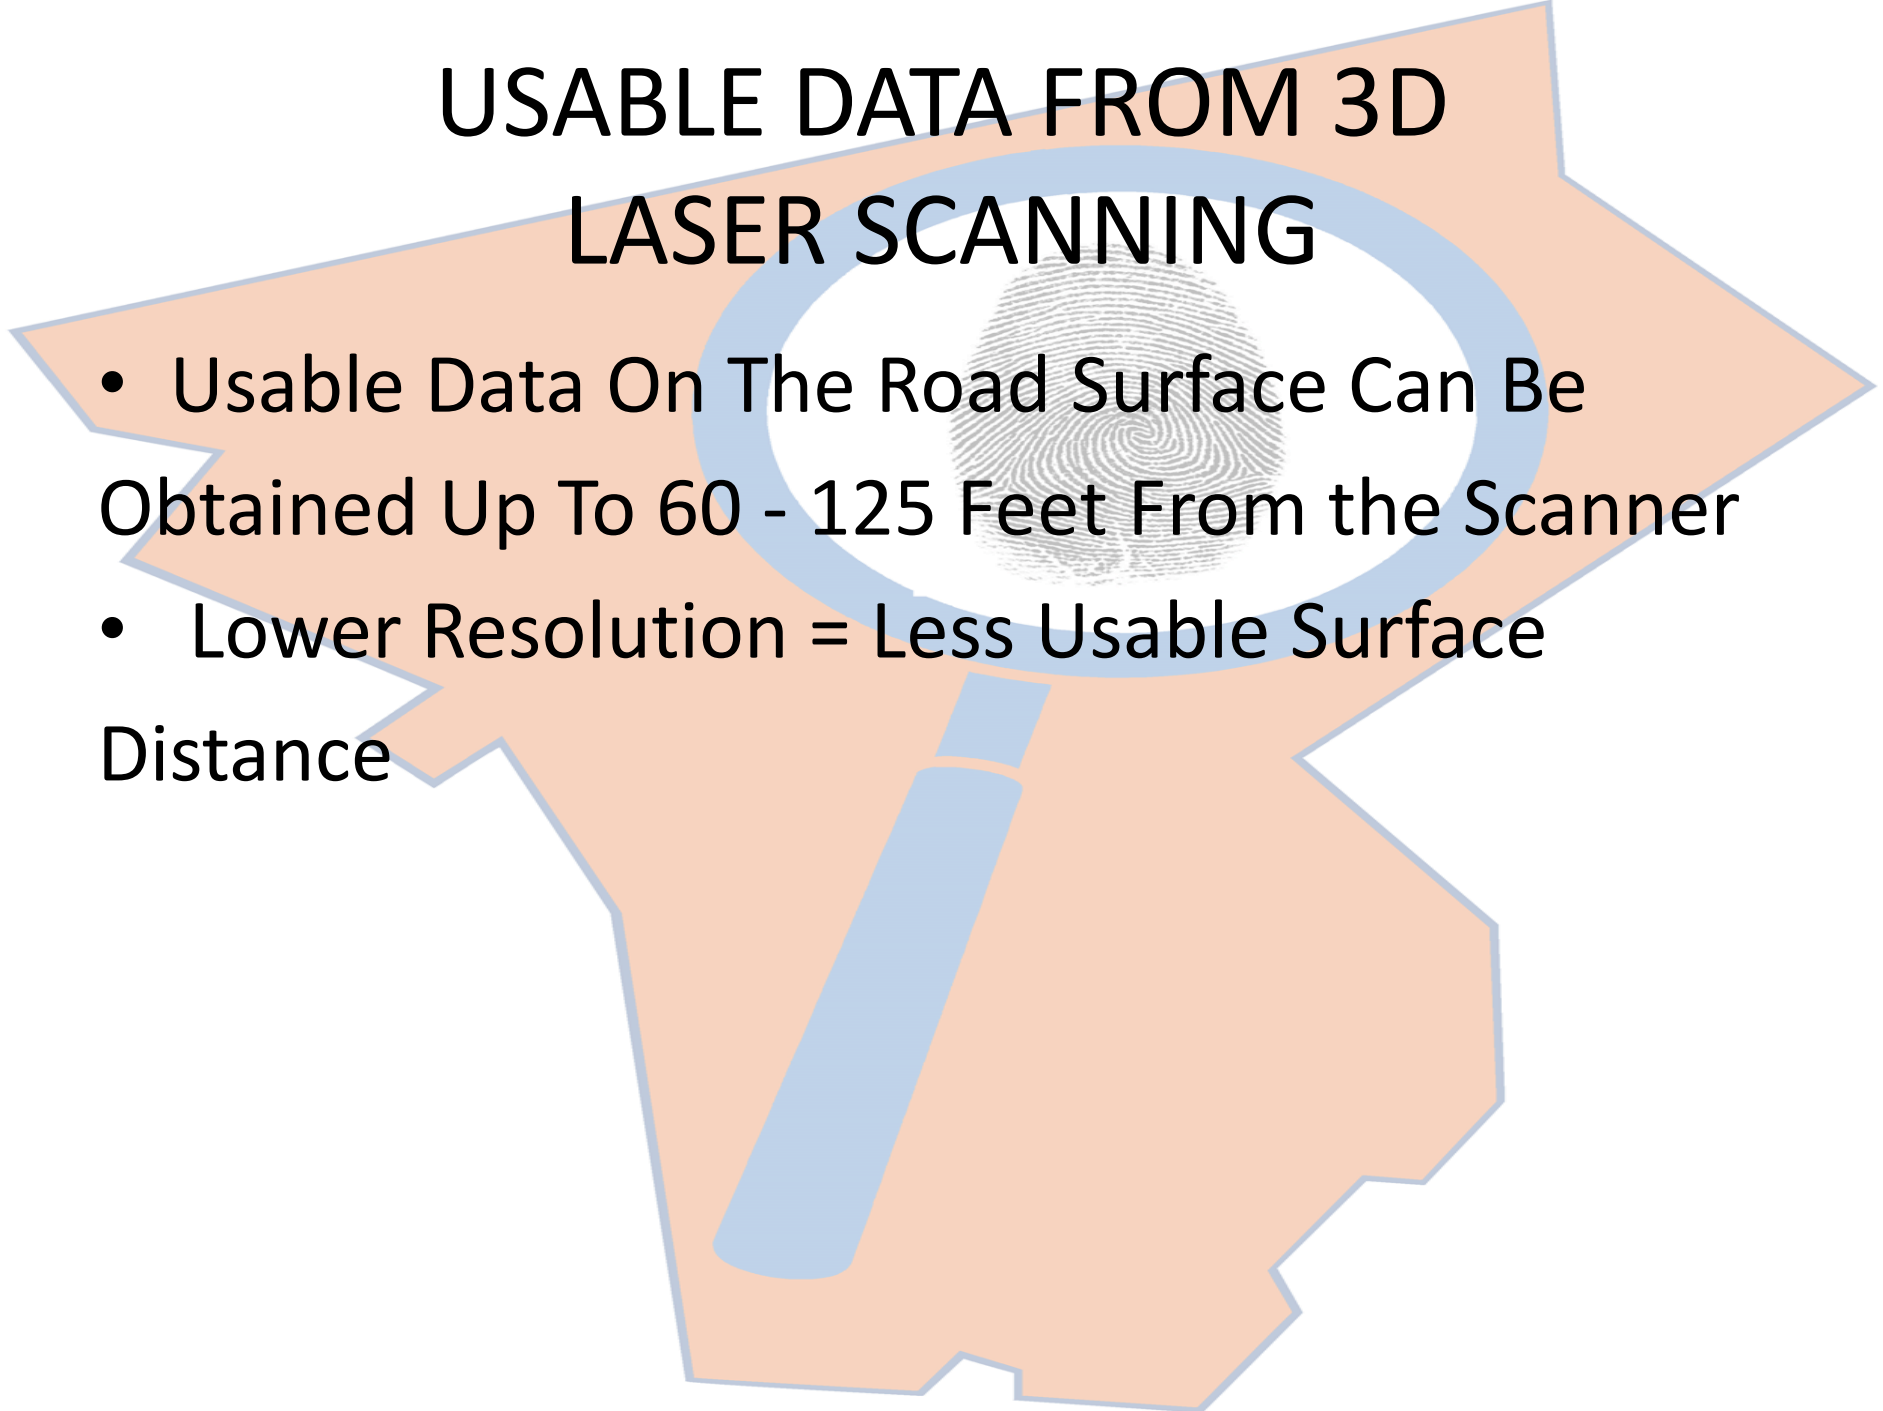 USABLE DATA FROM 3D
LASER SCANNING
• Usable Data On The Road Surface Can Be
Obtained Up To 60 - 125 Feet From the Scanner
• Lower Resolution = Less Usable Surface
Distance